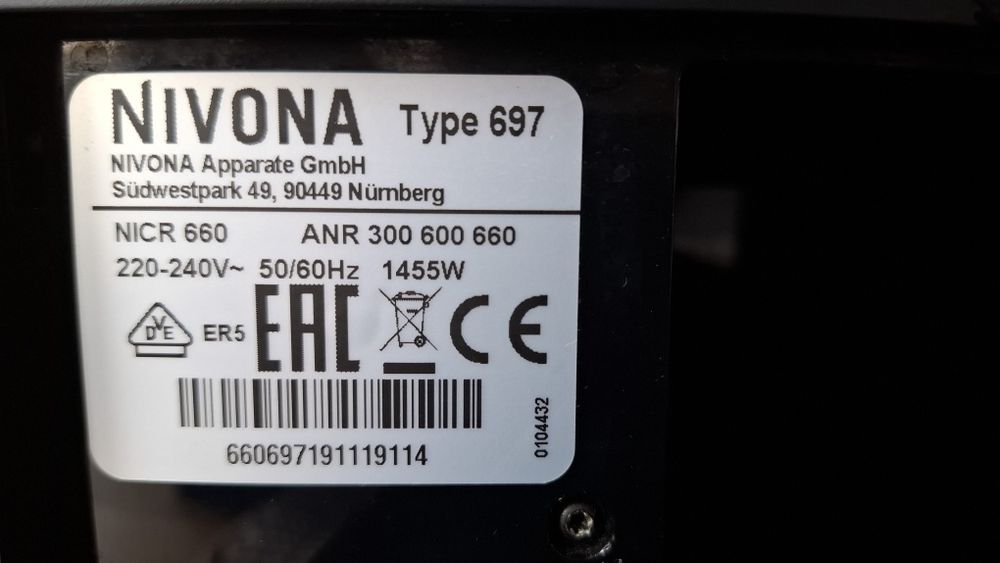 NIVONA Type 697
NIVONA Apparate GmbH
Südwestpark 49, 90449 Nürnberg
NICR 660 ANR 300 600 660
220-240V~ 50/60Hz 1455W
DVE ER5 EAC CE
0104432
660697191119114